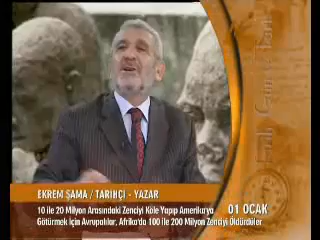 EKREM ŞAMA / TARİHÇİ - YAZAR
10 ile 20 Milyon Arasındaki Zenciyi Köle Yapıp Amerika'ya
01 OCAK
Götürmek İçin Avrupalılar, Afrika'da 100 ile 200 Milyon Zenciyi Öldürdüler